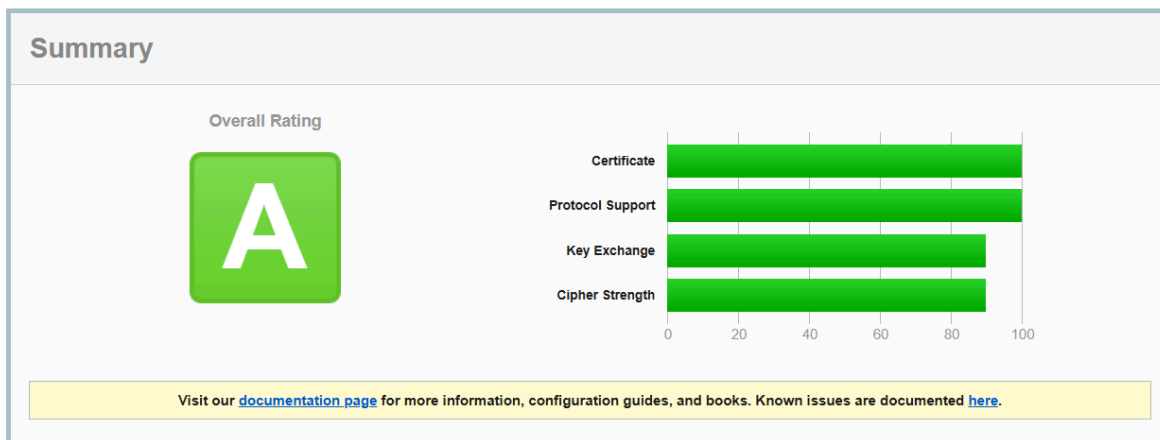 Summary
Overall Rating
A
Certificate
Protocol Support
Key Exchange
Cipher Strength
0 20 40 60 80 100
Visit our documentation page for more information, configuration guides, and books. Known issues are documented here.